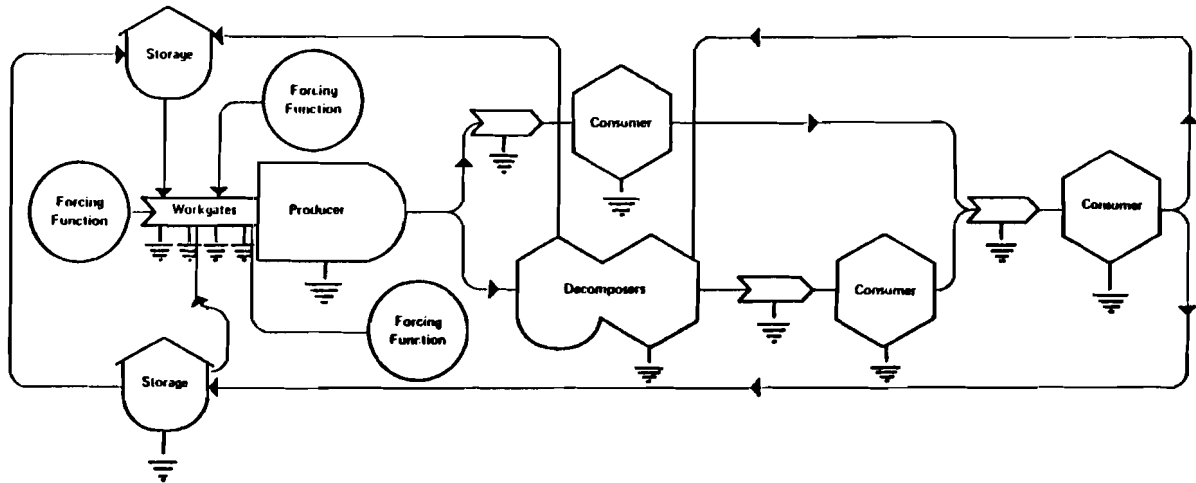 Storage
Forcing
Function
Consumer
Forcing
Function
Workgates
Producer
Consumer
Decomposers
Consumer
Forcing
Function
Storage